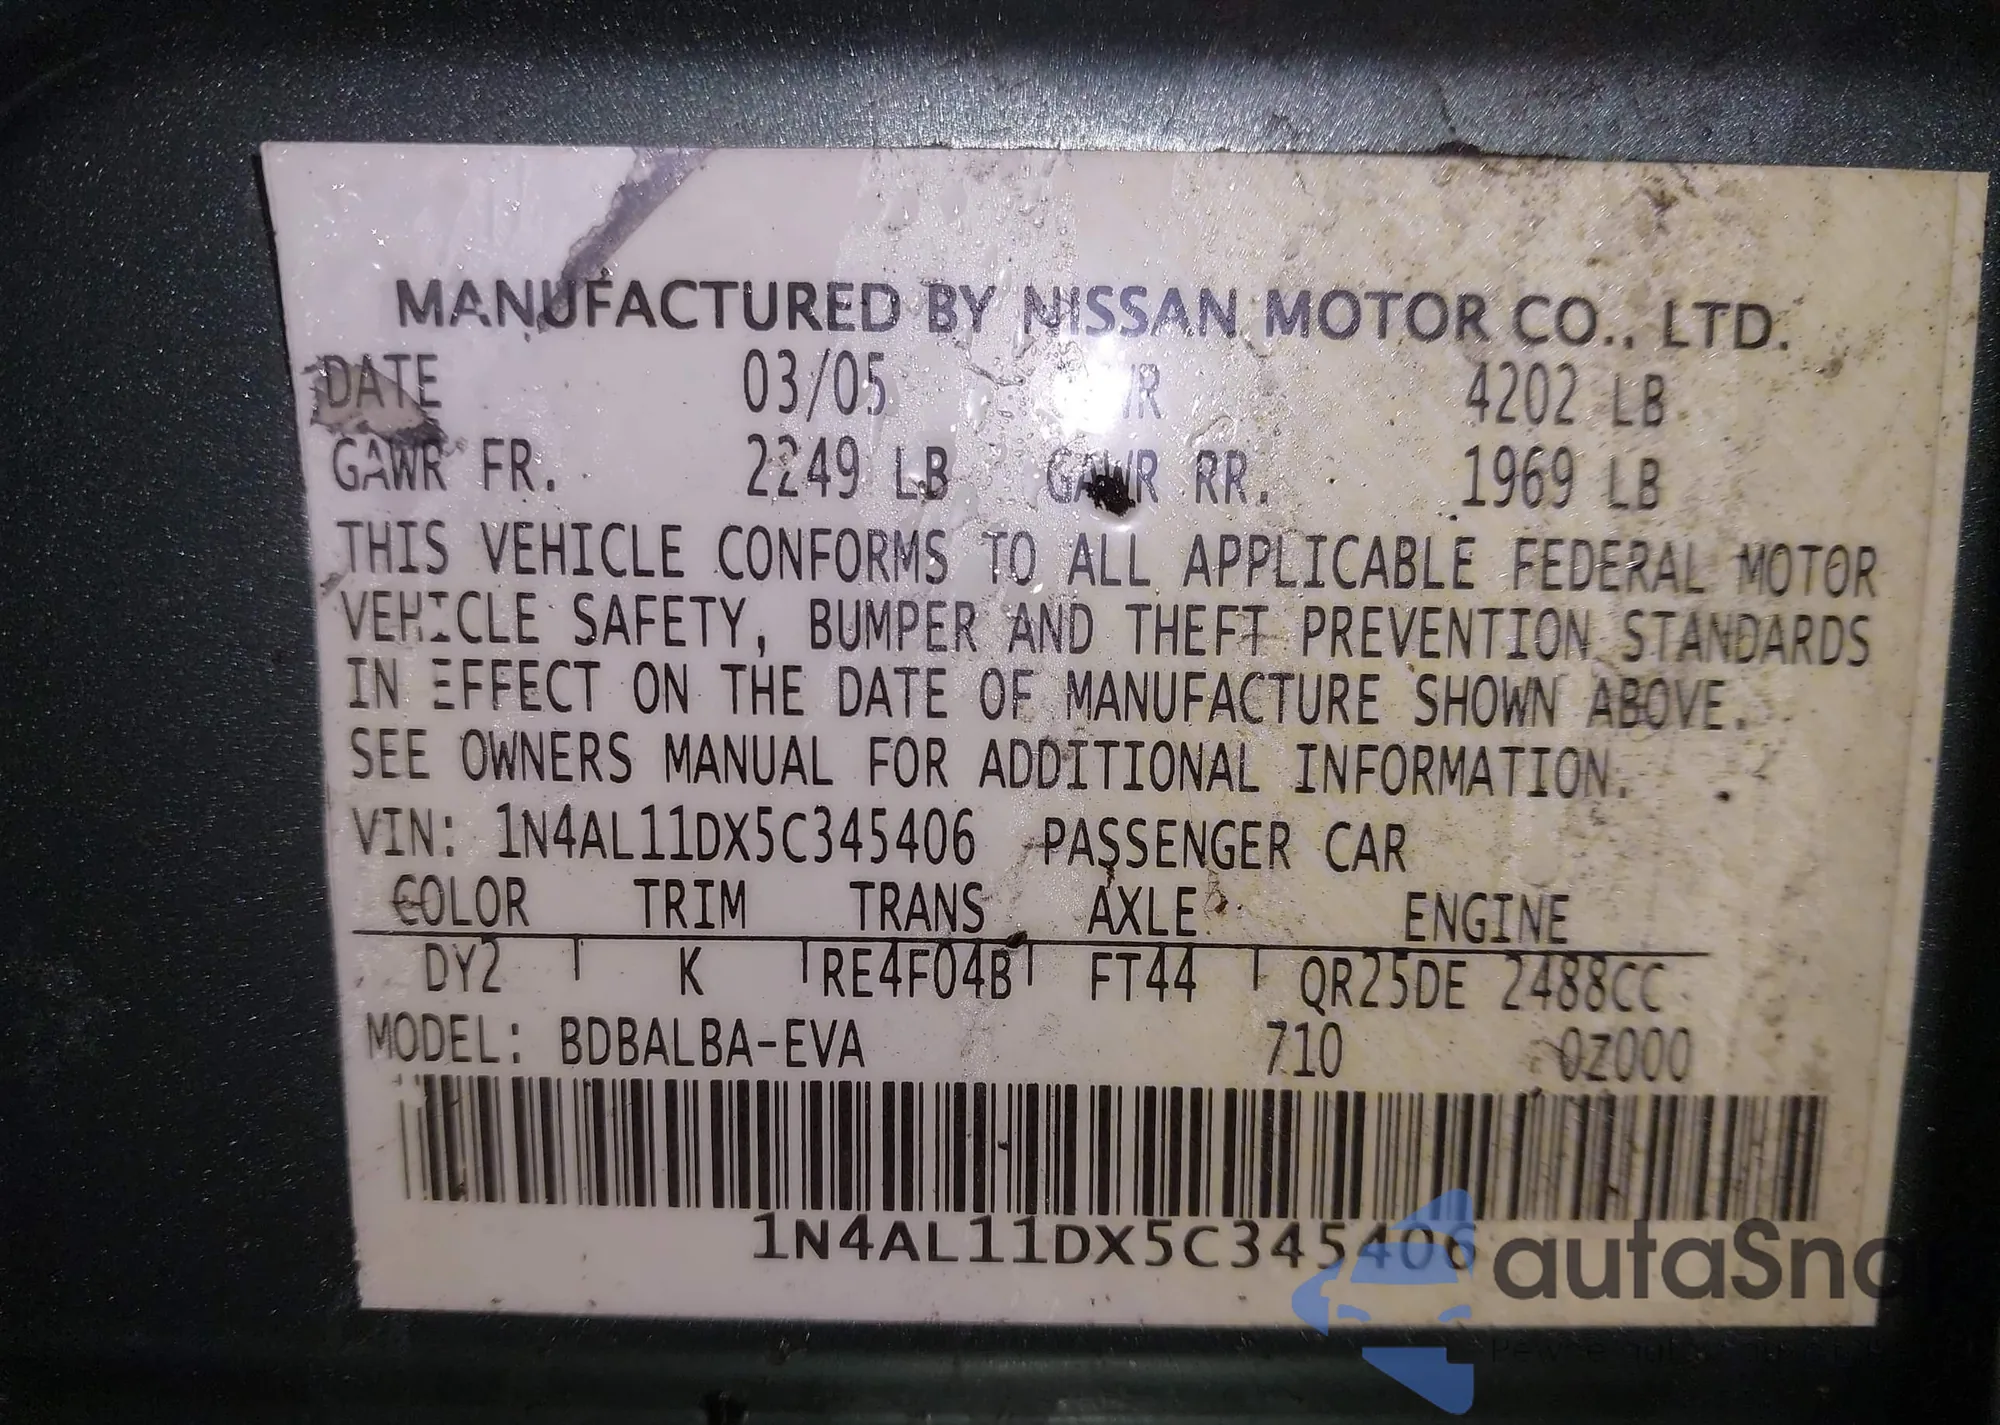 MANUFACTURED BY NISSAN MOTOR CO., LTD.
DATE 03/05 4202 LB
GAWR FR. 2249 LB GAWR RR. 1969 LB
THIS VEHICLE CONFORMS TO ALL APPLICABLE FEDERAL MOTOR
VEHICLE SAFETY, BUMPER AND THEFT PREVENTION STANDARDS
IN EFFECT ON THE DATE OF MANUFACTURE SHOWN ABOVE.
SEE OWNERS MANUAL FOR ADDITIONAL INFORMATION.
VIN: 1N4AL11DX5C345406 PASSENGER CAR
COLOR TRIM TRANS AXLE ENGINE
DY2 K RE4F04B FT44 QR25DE 2488CC
MODEL: BDBALBA-EVA 710 0Z000
1N4AL11DX5C345406
autaSna